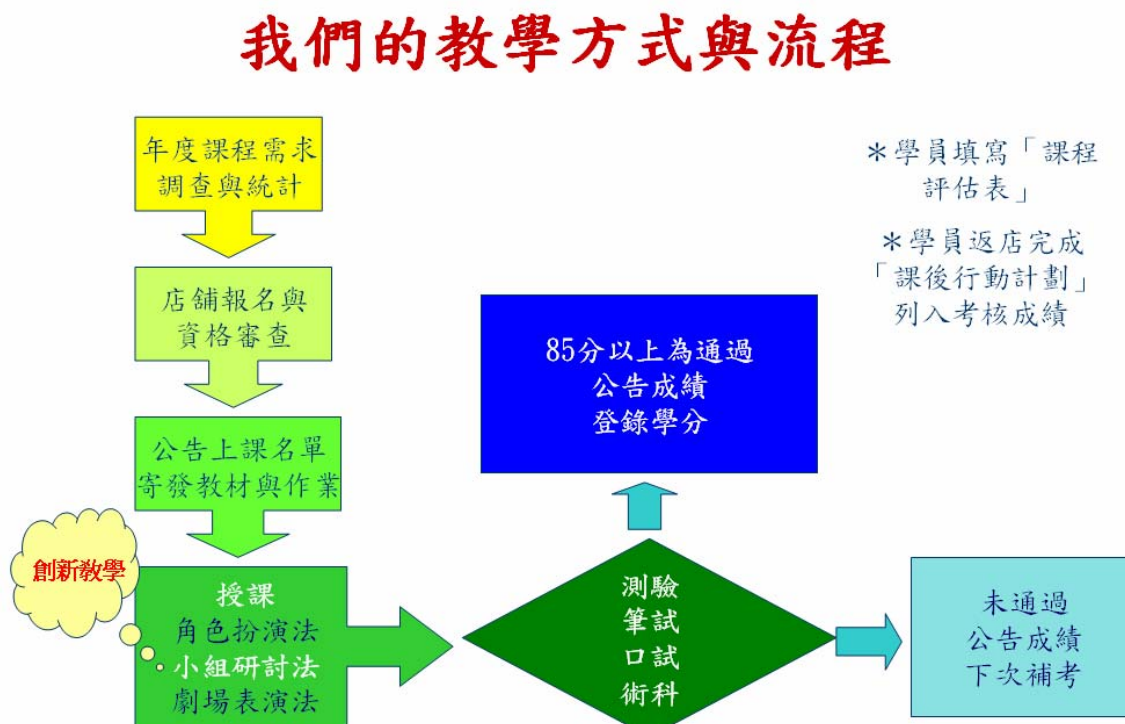 我們的教學方式與流程
年度課程需求
調查與統計
店舖報名與
資格審查
公告上課名單
寄發教材與作業
創新教學
授課
角色扮演法
小組研討法
劇場表演法
測驗
筆試
口試
術科
85分以上為通過
公告成績
登錄學分
未通過
公告成績
下次補考
＊學員填寫「課程
評估表」
＊學員返店完成
「課後行動計劃」
列入考核成績